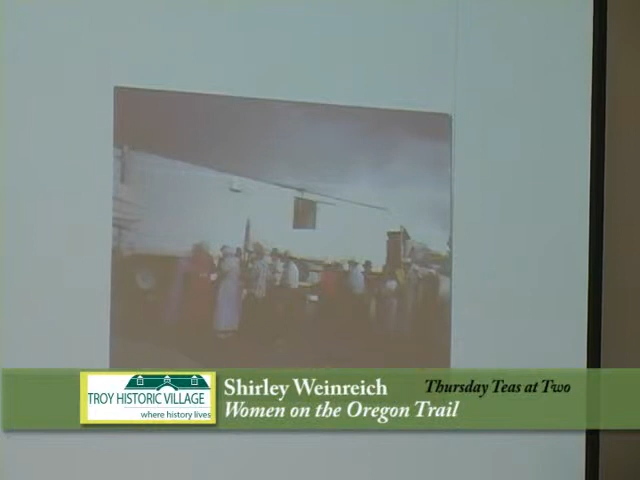 TROY HISTORIC VILLAGE
where history lives
Shirley Weinreich
Thursday Teas at Two
Women on the Oregon Trail